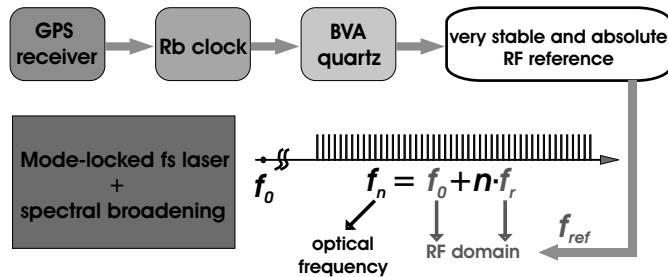 GPS
receiver
Rb clock
BVA
quartz
very stable and absolute
RF reference
Mode-locked fs laser
+
spectral broadening
f0
fn = f0+n·fr
optical
frequency
RF domain
fref